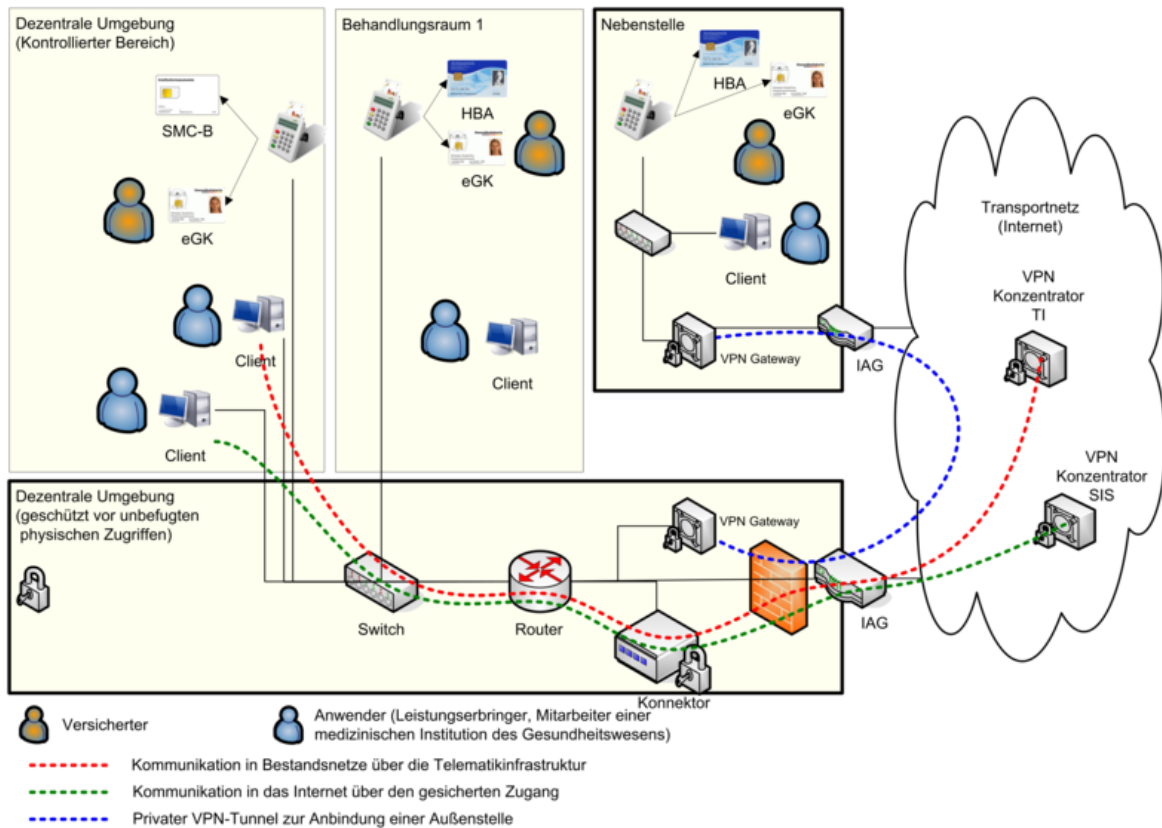 Dezentrale Umgebung
(Kontrollierter Bereich)
SMC-B
eGK
Client
Client
Behandlungsraum 1
HBA
eGK
Client
Nebenstelle
HBA
eGK
Client
VPN Gateway
IAG
Transportnetz
(Internet)
VPN
Konzentrator
TI
VPN
Konzentrator
SIS
Dezentrale Umgebung
(geschützt vor unbefugten
physischen Zugriffen)
VPN Gateway
Switch
Router
Konnektor
IAG
Versicherter
Anwender (Leistungserbringer, Mitarbeiter einer
medizinischen Institution des Gesundheitswesens)
Kommunikation in Bestandsnetze über die Telematikinfrastruktur
Kommunikation in das Internet über den gesicherten Zugang
Privater VPN-Tunnel zur Anbindung einer Außenstelle